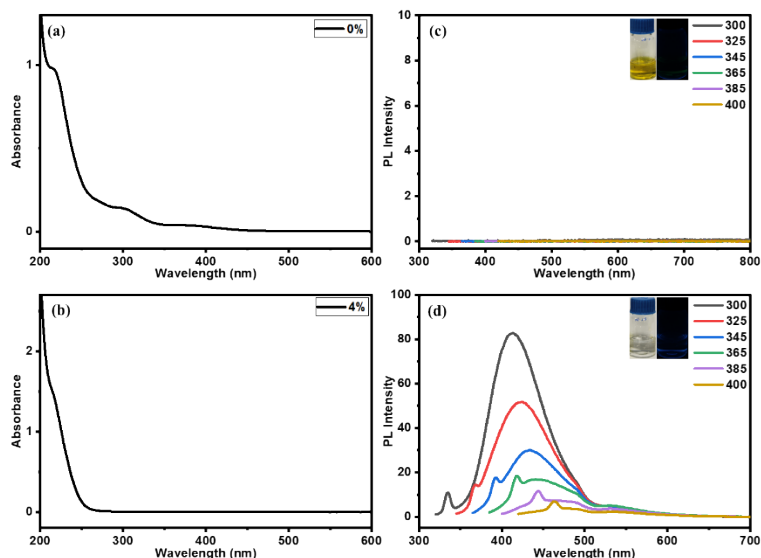 (a)
0%
1
0
Absorbance
200 300 400 500 600
Wavelength (nm)
(c)
300
325
345
365
385
400
10
8
6
4
2
0
PL Intensity
300 400 500 600 700 800
Wavelength (nm)
(b)
4%
2
1
0
Absorbance
200 300 400 500 600
Wavelength (nm)
(d)
300
325
345
365
385
400
100
80
60
40
20
0
PL Intensity
300 400 500 600 700
Wavelength (nm)